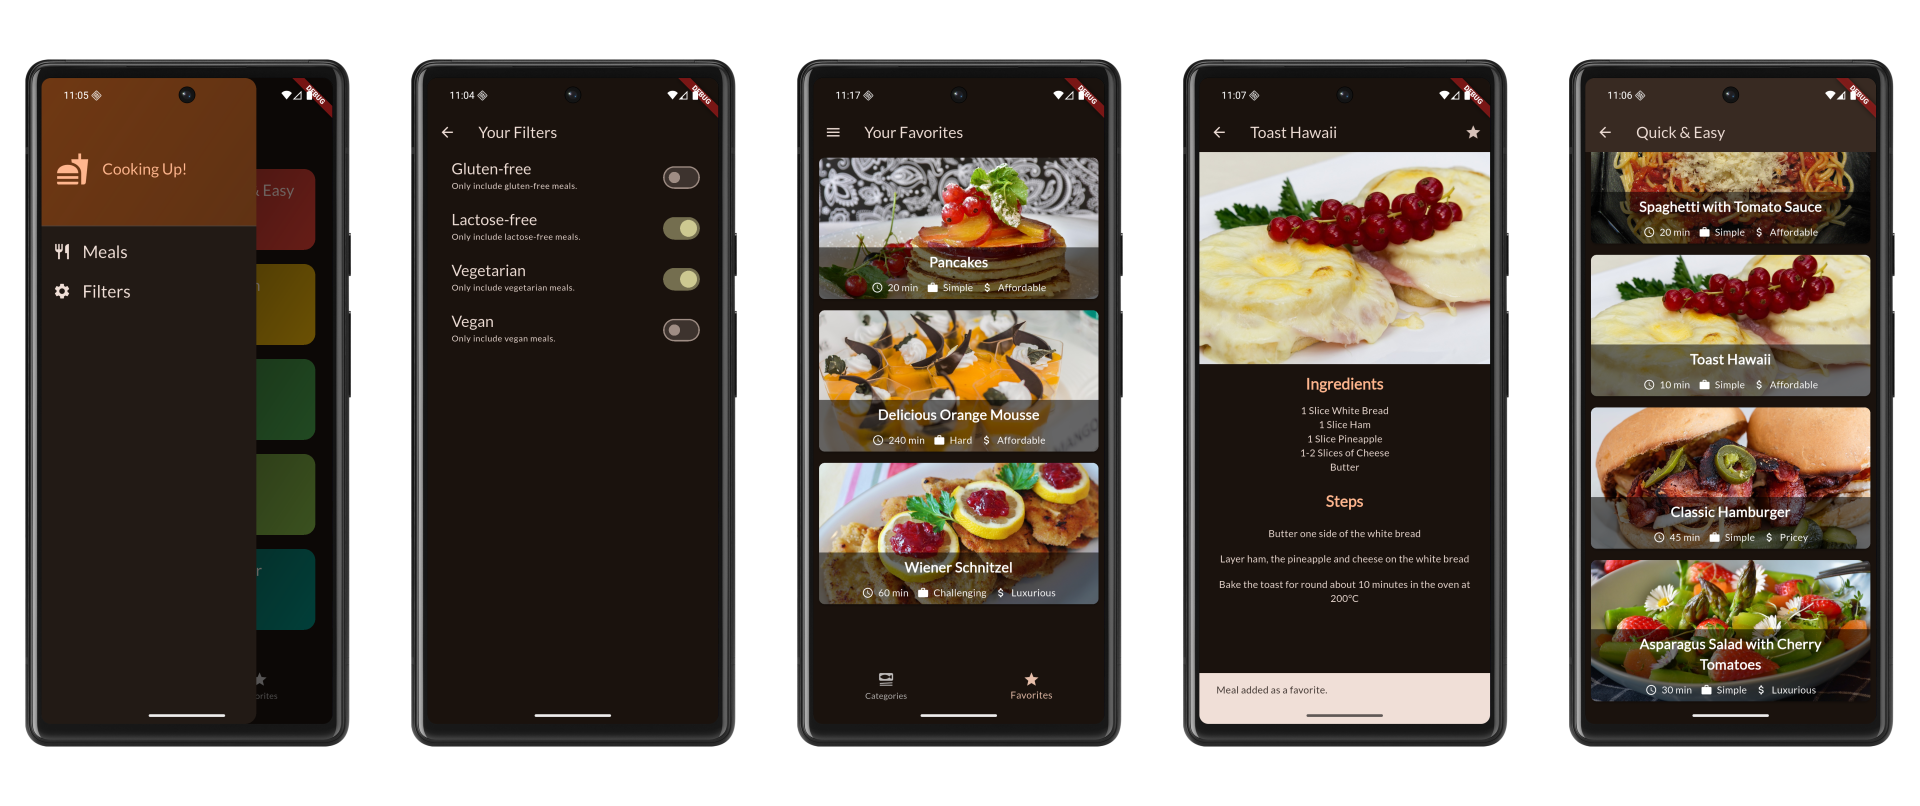 11:05
DEBUG
Cooking Up!
& Easy
Meals
Filters
11:04
DEBUG
Your Filters
Gluten-free
Only include gluten-free meals.
Lactose-free
Only include lactose-free meals.
Vegetarian
Only include vegetarian meals.
Vegan
Only include vegan meals.
11:17
DEBUG
Your Favorites
Pancakes
20 min Simple $ Affordable
Delicious Orange Mousse
240 min Hard $ Affordable
Wiener Schnitzel
60 min Challenging $ Luxurious
Categories
Favorites
11:07
DEBUG
Toast Hawaii
Ingredients
1 Slice White Bread
1 Slice Ham
1 Slice Pineapple
1-2 Slices of Cheese
Butter
Steps
Butter one side of the white bread
Layer ham, the pineapple and cheese on the white bread
Bake the toast for round about 10 minutes in the oven at
200°C
Meal added as a favorite.
11:06
DEBUG
Quick & Easy
Spaghetti with Tomato Sauce
20 min Simple $ Affordable
Toast Hawaii
10 min Simple $ Affordable
Classic Hamburger
45 min Simple $ Pricey
Asparagus Salad with Cherry
Tomatoes
30 min Simple $ Luxurious